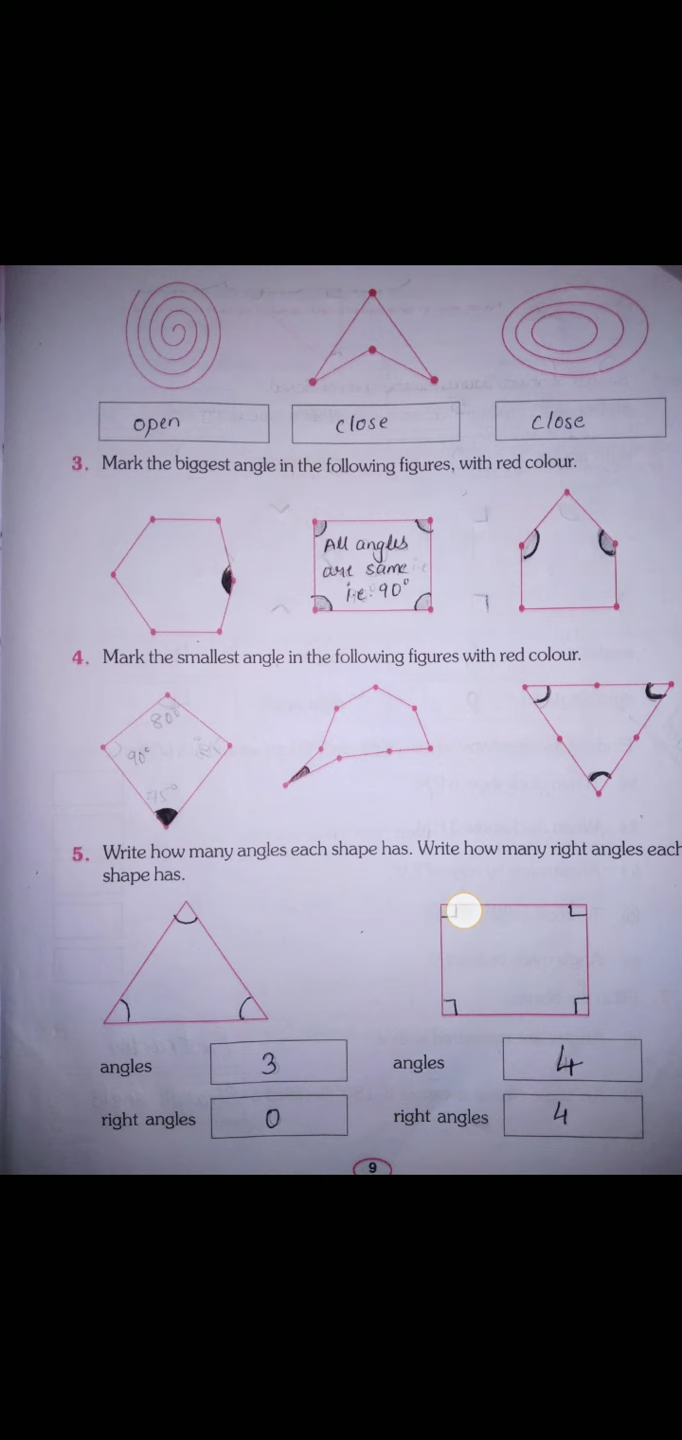 open
close
close
3. Mark the biggest angle in the following figures, with red colour.
All angles
are same
i.e. 90°
4. Mark the smallest angle in the following figures with red colour.
80°
90°
5. Write how many angles each shape has. Write how many right angles each
shape has.
angles 3
angles 4
right angles 0
right angles 4
9